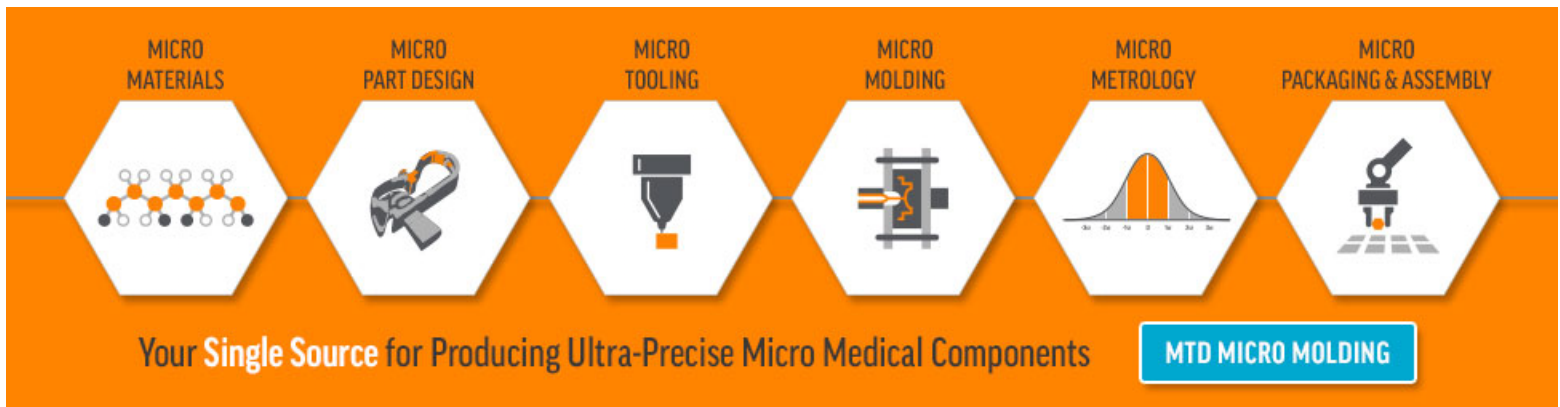 MICRO
MATERIALS
MICRO
PART DESIGN
MICRO
TOOLING
MICRO
MOLDING
MICRO
METROLOGY
MICRO
PACKAGING & ASSEMBLY
Your Single Source for Producing Ultra-Precise Micro Medical Components
MTD MICRO MOLDING